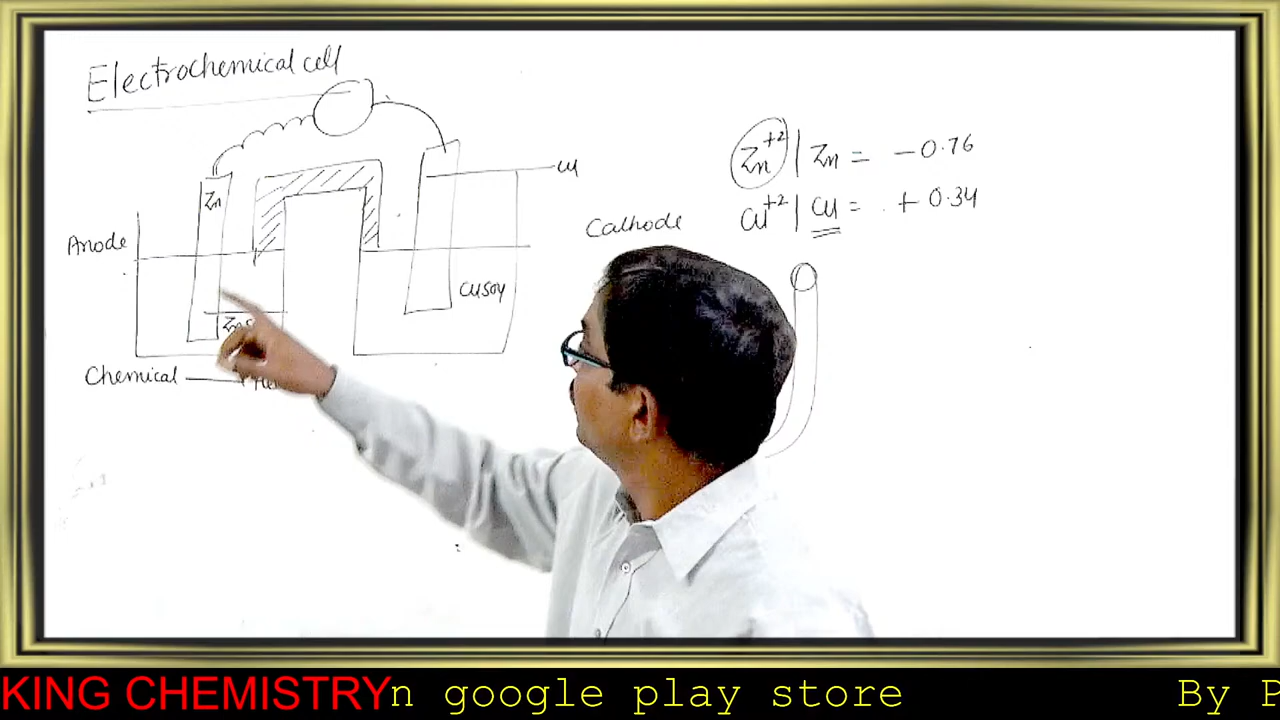 Electrochemical cell
Zn
Cu
Anode
Cathode
CuSO4
Chemical
Zn+2 | Zn = -0.76
Cu+2 | Cu = +0.34
KING CHEMISTRY
n google play store
By P